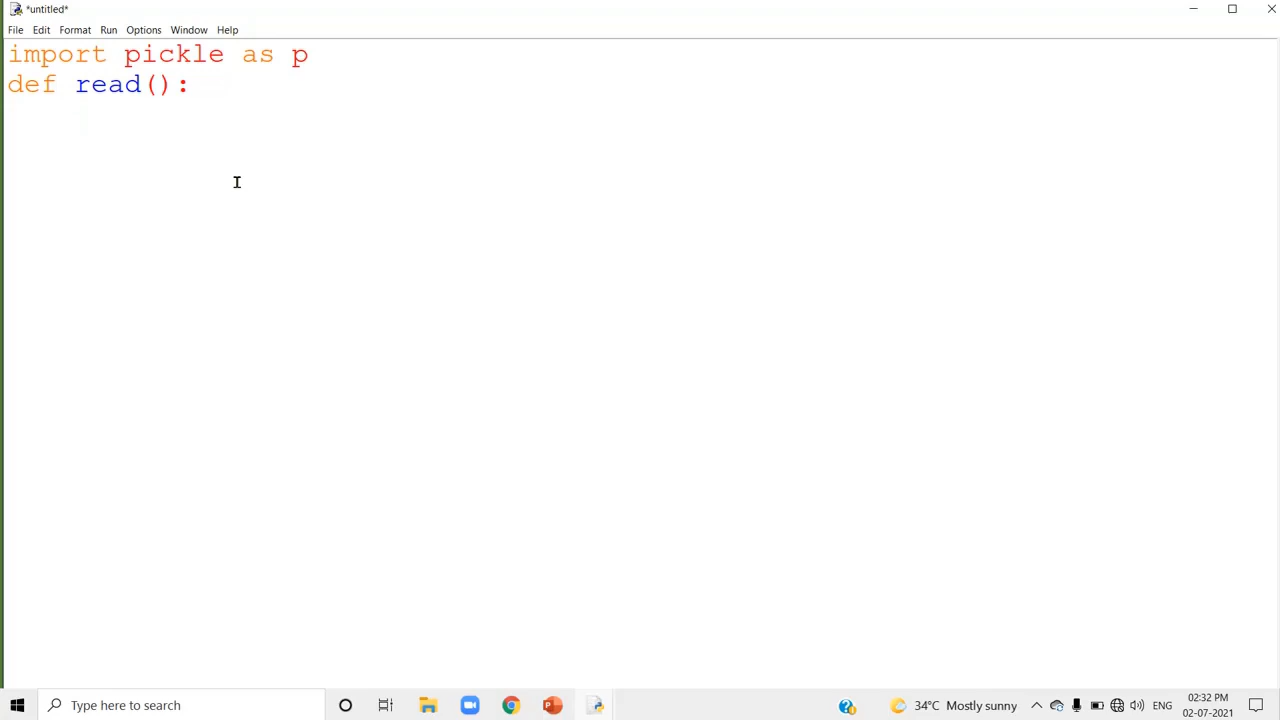 *untitled*
File Edit Format Run Options Window Help
import pickle as p
def read():
Type here to search
34°C Mostly sunny
ENG
02:32 PM
02-07-2021